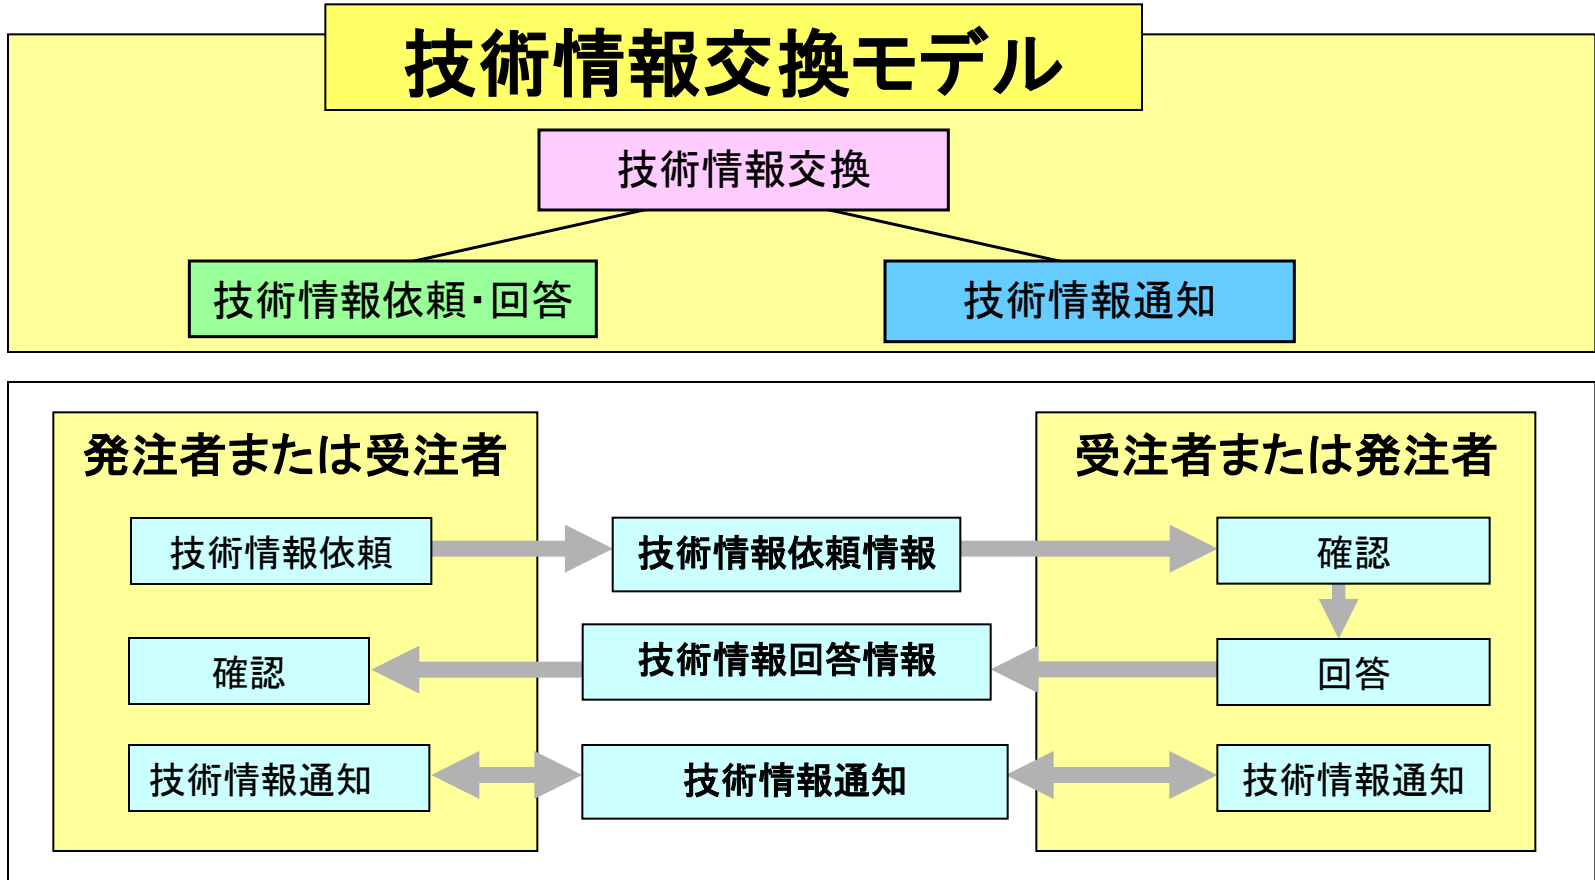 技術情報交換モデル
技術情報交換
技術情報依頼・回答
技術情報通知
発注者または受注者
受注者または発注者
技術情報依頼
技術情報依頼情報
確認
確認
技術情報回答情報
回答
技術情報通知
技術情報通知
技術情報通知